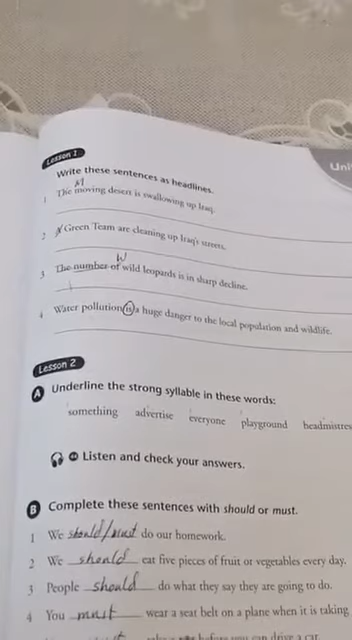 Lesson 1
Unit
Write these sentences as headlines.
M
1 The moving desert is swallowing up Iraq.
2 Green Team are cleaning up Iraq's streets.
W
3 The number of wild leopards is in sharp decline.
4 Water pollution is a huge danger to the local population and wildlife.
Lesson 2
A Underline the strong syllable in these words:
something advertise everyone playground headmistres
Listen and check your answers.
B Complete these sentences with should or must.
1 We should/must do our homework.
2 We should eat five pieces of fruit or vegetables every day.
3 People should do what they say they are going to do.
4 You must wear a seat belt on a plane when it is taking
before you can drive a car